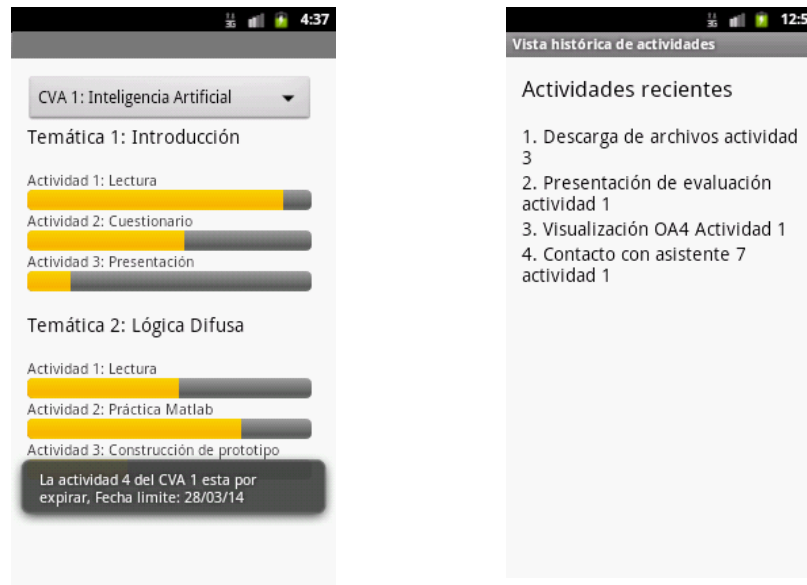 3G 4:37
CVA 1: Inteligencia Artificial
Temática 1: Introducción
Actividad 1: Lectura
Actividad 2: Cuestionario
Actividad 3: Presentación
Temática 2: Lógica Difusa
Actividad 1: Lectura
Actividad 2: Práctica Matlab
Actividad 3: Construcción de prototipo
La actividad 4 del CVA 1 esta por
expirar, Fecha limite: 28/03/14
3G 12:5
Vista histórica de actividades
Actividades recientes
1. Descarga de archivos actividad
3
2. Presentación de evaluación
actividad 1
3. Visualización OA4 Actividad 1
4. Contacto con asistente 7
actividad 1